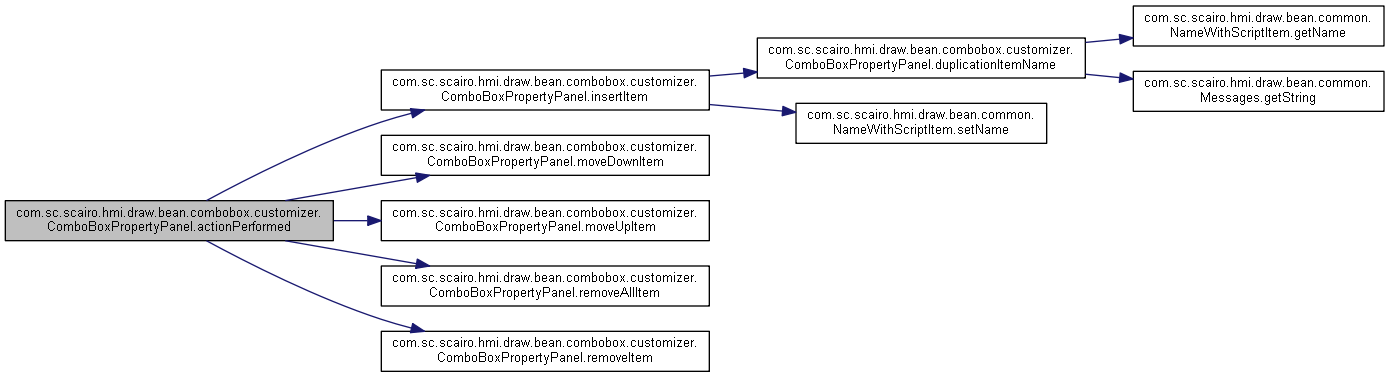 com.sc.scairo.hmi.draw.bean.common.
NameWithScriptItem.getName
com.sc.scairo.hmi.draw.bean.combobox.customizer.
ComboBoxPropertyPanel.duplicationItemName
com.sc.scairo.hmi.draw.bean.combobox.customizer.
ComboBoxPropertyPanel.insertItem
com.sc.scairo.hmi.draw.bean.common.
Messages.getString
com.sc.scairo.hmi.draw.bean.common.
NameWithScriptItem.setName
com.sc.scairo.hmi.draw.bean.combobox.customizer.
ComboBoxPropertyPanel.moveDownItem
com.sc.scairo.hmi.draw.bean.combobox.customizer.
ComboBoxPropertyPanel.actionPerformed
com.sc.scairo.hmi.draw.bean.combobox.customizer.
ComboBoxPropertyPanel.moveUpItem
com.sc.scairo.hmi.draw.bean.combobox.customizer.
ComboBoxPropertyPanel.removeAllItem
com.sc.scairo.hmi.draw.bean.combobox.customizer.
ComboBoxPropertyPanel.removeItem